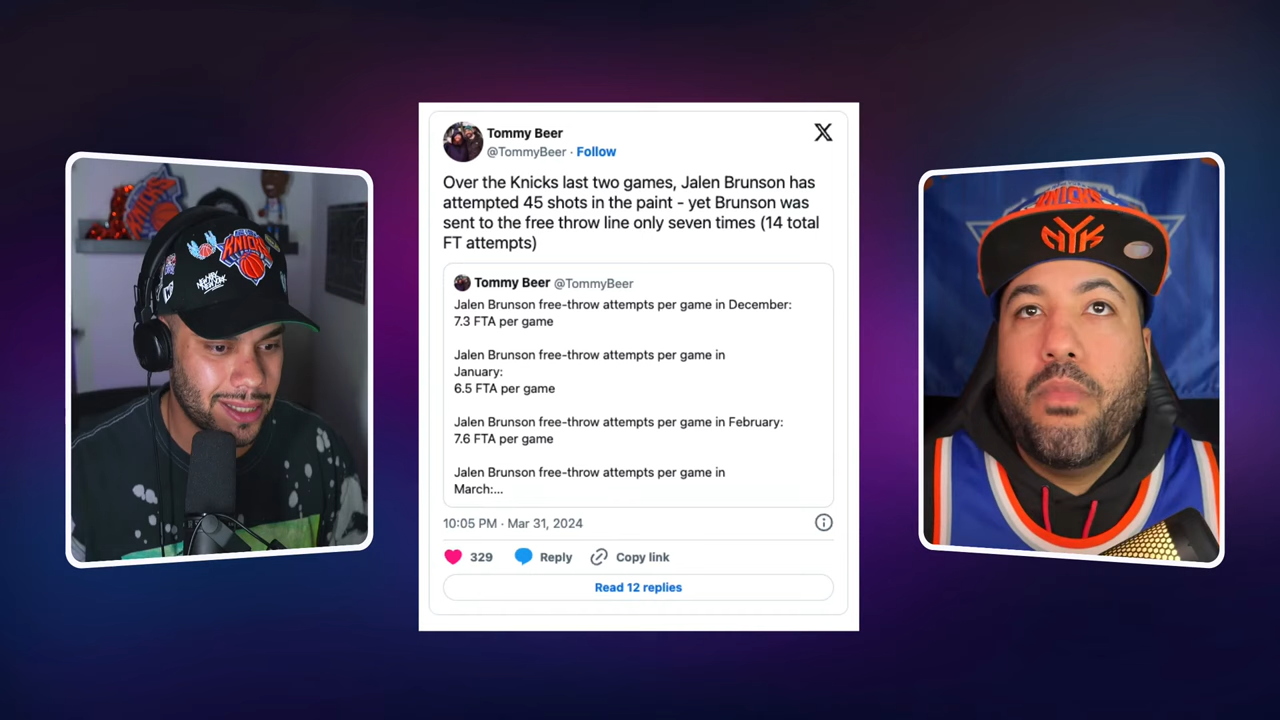 Tommy Beer
@TommyBeer · Follow
Over the Knicks last two games, Jalen Brunson has
attempted 45 shots in the paint - yet Brunson was
sent to the free throw line only seven times (14 total
FT attempts)
Tommy Beer @TommyBeer
Jalen Brunson free-throw attempts per game in December:
7.3 FTA per game
Jalen Brunson free-throw attempts per game in
January:
6.5 FTA per game
Jalen Brunson free-throw attempts per game in February:
7.6 FTA per game
Jalen Brunson free-throw attempts per game in
March:...
10:05 PM · Mar 31, 2024
329 Reply Copy link
Read 12 replies
KNICKS
NYK